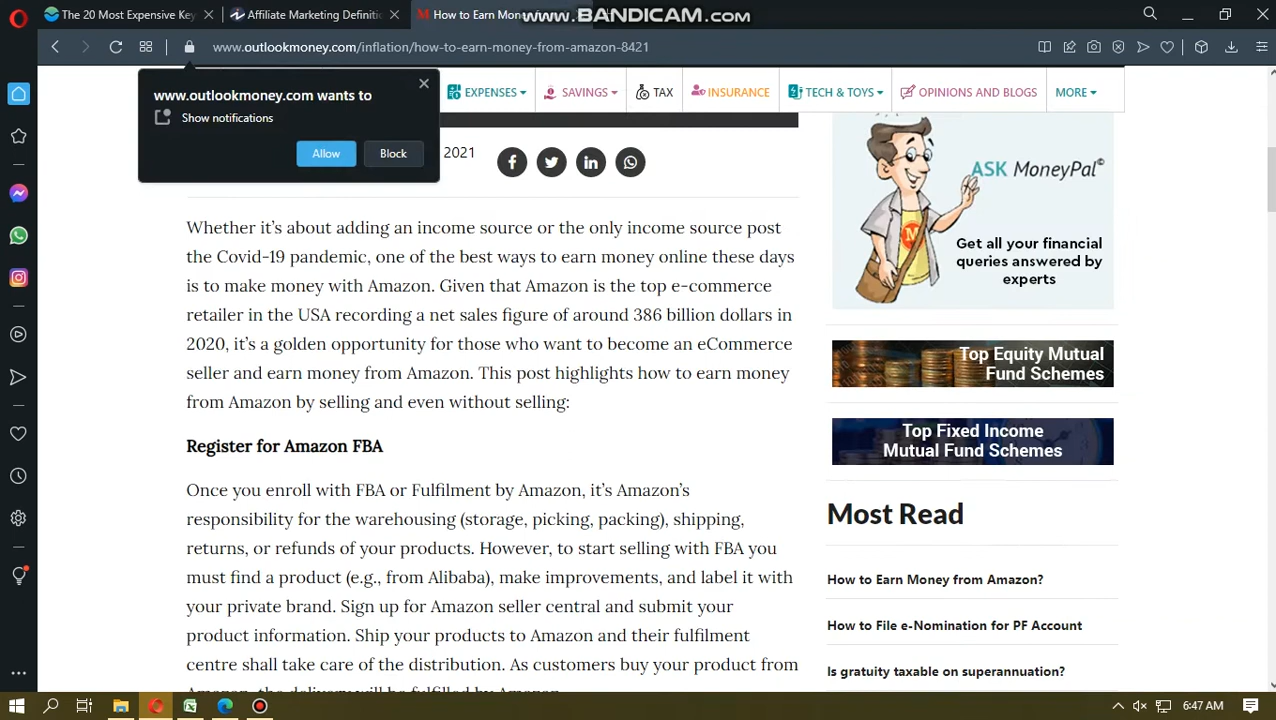 The 20 Most Expensive Key
Affiliate Marketing Definiti
How to Earn Mon
www.BANDICAM.com
www.outlookmoney.com/inflation/how-to-earn-money-from-amazon-8421
www.outlookmoney.com wants to
Show notifications
Allow
Block
EXPENSES
SAVINGS
TAX
INSURANCE
TECH & TOYS
OPINIONS AND BLOGS
MORE
2021
Whether it's about adding an income source or the only income source post
the Covid-19 pandemic, one of the best ways to earn money online these days
is to make money with Amazon. Given that Amazon is the top e-commerce
retailer in the USA recording a net sales figure of around 386 billion dollars in
2020, it's a golden opportunity for those who want to become an eCommerce
seller and earn money from Amazon. This post highlights how to earn money
from Amazon by selling and even without selling:
Register for Amazon FBA
Once you enroll with FBA or Fulfilment by Amazon, it's Amazon's
responsibility for the warehousing (storage, picking, packing), shipping,
returns, or refunds of your products. However, to start selling with FBA you
must find a product (e.g., from Alibaba), make improvements, and label it with
your private brand. Sign up for Amazon seller central and submit your
product information. Ship your products to Amazon and their fulfilment
centre shall take care of the distribution. As customers buy your product from
Amazon, the delivery will be fulfilled by Amazon.
ASK MoneyPal©
M
Get all your financial
queries answered by
experts
Top Equity Mutual
Fund Schemes
Top Fixed Income
Mutual Fund Schemes
Most Read
How to Earn Money from Amazon?
How to File e-Nomination for PF Account
Is gratuity taxable on superannuation?
6:47 AM